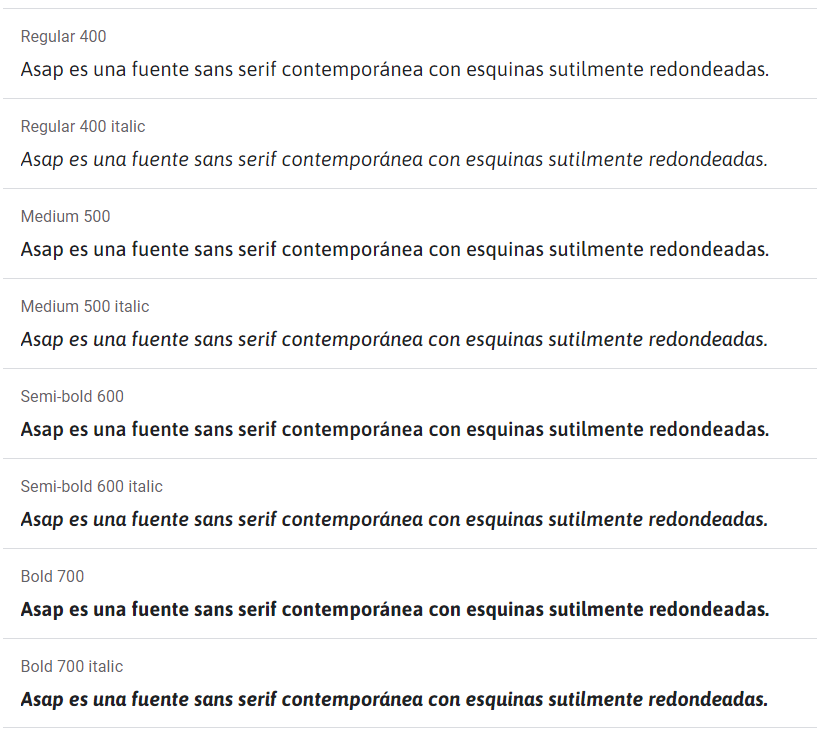 Regular 400
Asap es una fuente sans serif contemporánea con esquinas sutilmente redondeadas.
Regular 400 italic
Asap es una fuente sans serif contemporánea con esquinas sutilmente redondeadas.
Medium 500
Asap es una fuente sans serif contemporánea con esquinas sutilmente redondeadas.
Medium 500 italic
Asap es una fuente sans serif contemporánea con esquinas sutilmente redondeadas.
Semi-bold 600
Asap es una fuente sans serif contemporánea con esquinas sutilmente redondeadas.
Semi-bold 600 italic
Asap es una fuente sans serif contemporánea con esquinas sutilmente redondeadas.
Bold 700
Asap es una fuente sans serif contemporánea con esquinas sutilmente redondeadas.
Bold 700 italic
Asap es una fuente sans serif contemporánea con esquinas sutilmente redondeadas.